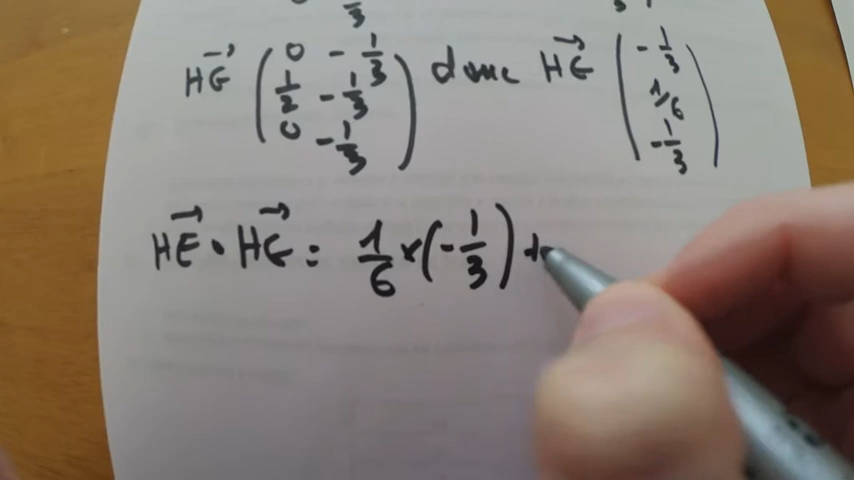 HG⃗ ( 0 - 1/3 ; 1/2 - 1/3 ; 0 - 1/3 ) donc HG⃗ ( -1/3 ; 1/6 ; -1/3 )
HE⃗ • HG⃗ = 1/6 × (-1/3) +